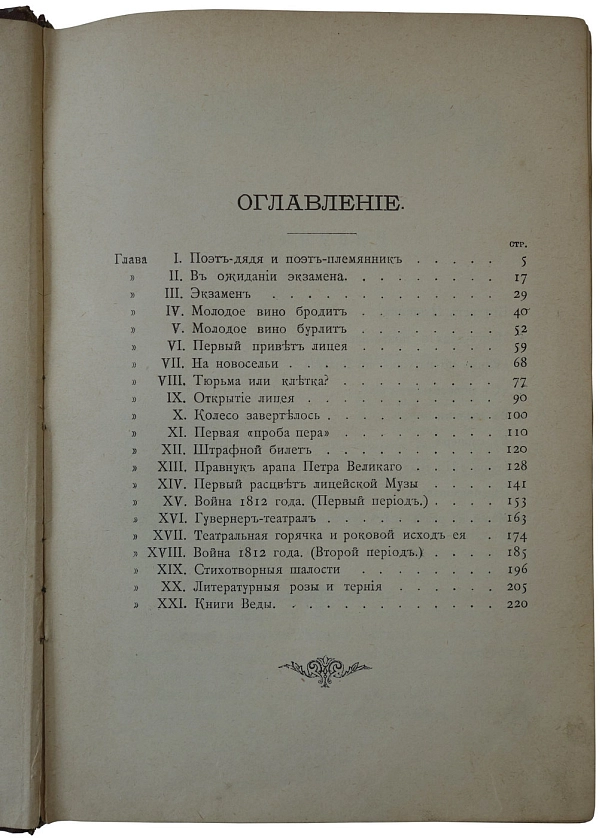 ОГЛАВЛЕНІЕ.
СТР.
Глава I. Поэтъ-дядя и поэтъ-племянникъ . . . . . 5
» II. Въ ожиданіи экзамена. . . . . . . . 17
» III. Экзаменъ . . . . . . . . . . . . 29
» IV. Молодое вино бродитъ . . . . . . . . 40
» V. Молодое вино бурлитъ . . . . . . . . 52
» VI. Первый привѣтъ лицея . . . . . . . . 59
» VII. На новосельи . . . . . . . . . . . 68
» VIII. Тюрьма или клѣтка? . . . . . . . . 77
» IX. Открытіе лицея . . . . . . . . . . 90
» X. Колесо завертѣлось . . . . . . . . . 100
» XI. Первая «проба пера» . . . . . . . . 110
» XII. Штрафной билетъ . . . . . . . . . 120
» XIII. Правнукъ арапа Петра Великаго . . . . . 128
» XIV. Первый расцвѣтъ лицейской Музы . . . . 141
» XV. Война 1812 года. (Первый періодъ.) . . . . 153
» XVI. Гувернеръ-театралъ . . . . . . . . . 163
» XVII. Театральная горячка и роковой исходъ ея . . 174
» XVIII. Война 1812 года. (Второй періодъ.) . . . . 185
» XIX. Стихотворныя шалости . . . . . . . . 196
» XX. Литературныя розы и тернія . . . . . . 205
» XXI. Книги Веды. . . . . . . . . . . . 220